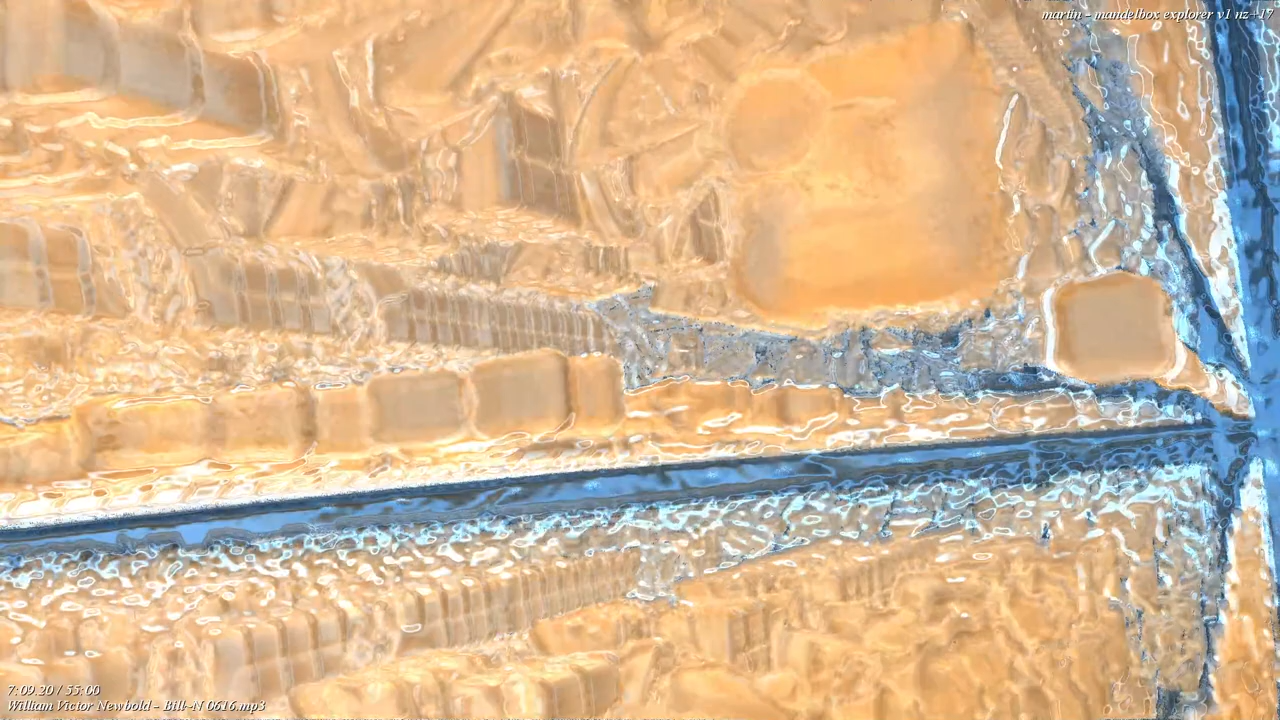 martin - mandelbox explorer v1 nz+17
7:09.20 / 55:00
William Victor Newbold - Bill-N 0616.mp3